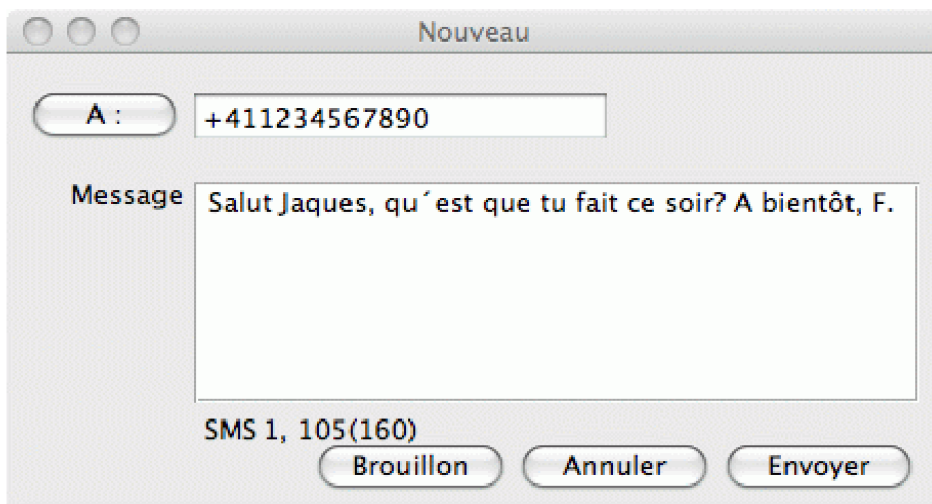 Nouveau
A :
+411234567890
Message
Salut Jaques, qu´est que tu fait ce soir? A bientôt, F.
SMS 1, 105(160)
Brouillon
Annuler
Envoyer